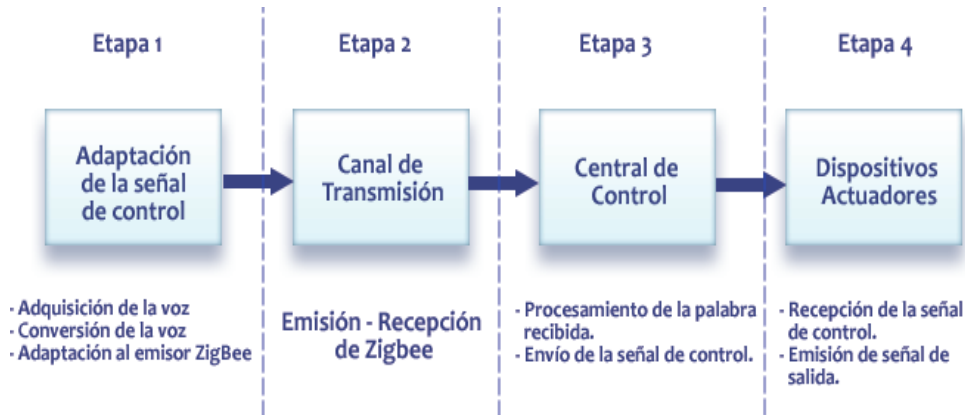 Etapa 1
Etapa 2
Etapa 3
Etapa 4
Adaptación
de la señal
de control
Canal de
Transmisión
Central de
Control
Dispositivos
Actuadores
- Adquisición de la voz
- Conversión de la voz
- Adaptación al emisor ZigBee
Emisión - Recepción
de Zigbee
- Procesamiento de la palabra
recibida.
- Envío de la señal de control.
- Recepción de la señal
de control.
- Emisión de señal de
salida.